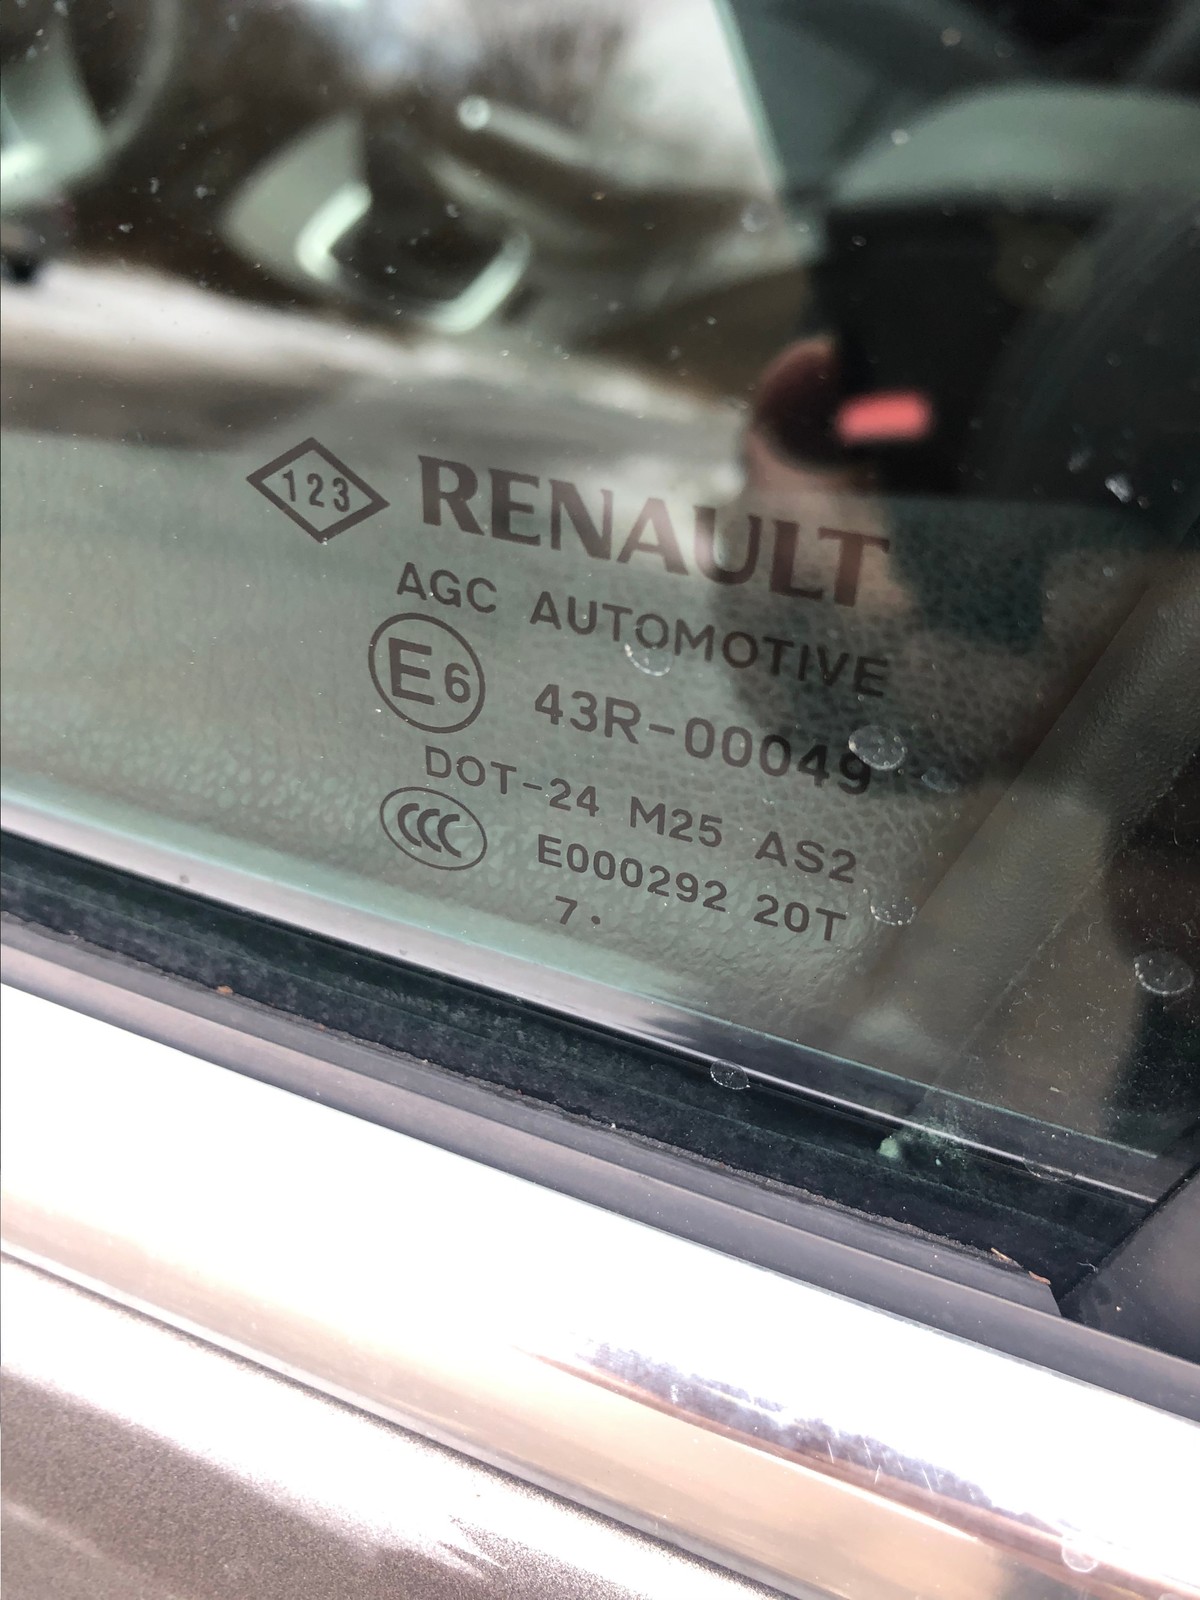 123 RENAULT
AGC AUTOMOTIVE
E6 43R-00049
DOT-24 M25 AS2
CCC E000292 20T
7.